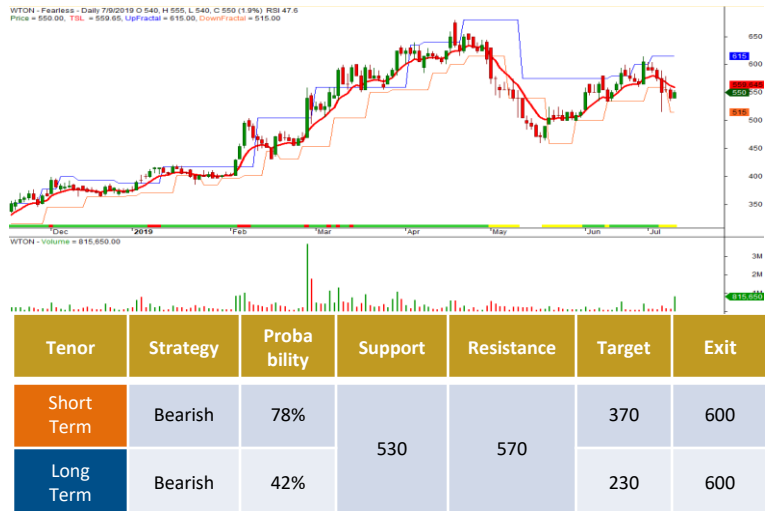 WTON - Fearless - Daily 7/9/2019 O 540, H 555, L 540, C 550 (1.9%) RSI 47.6
Price = 550.00, TSL = 559.65, UpFractal = 615.00, DownFractal = 515.00
650
615
600
550
550
515
500
450
400
350
Dec 2019 Feb Mar Apr May Jun Jul
WTON - Volume = 815,650.00
3M
2M
815,650
Tenor Strategy Proba bility Support Resistance Target Exit
Short Term Bearish 78% 530 570 370 600
Long Term Bearish 42% 230 600